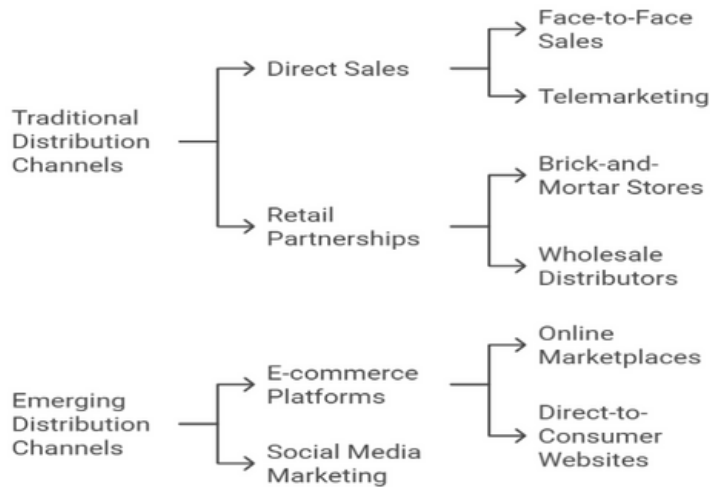 Traditional
Distribution
Channels
Direct Sales
Face-to-Face
Sales
Telemarketing
Retail
Partnerships
Brick-and-
Mortar Stores
Wholesale
Distributors
Emerging
Distribution
Channels
E-commerce
Platforms
Online
Marketplaces
Direct-to-
Consumer
Websites
Social Media
Marketing